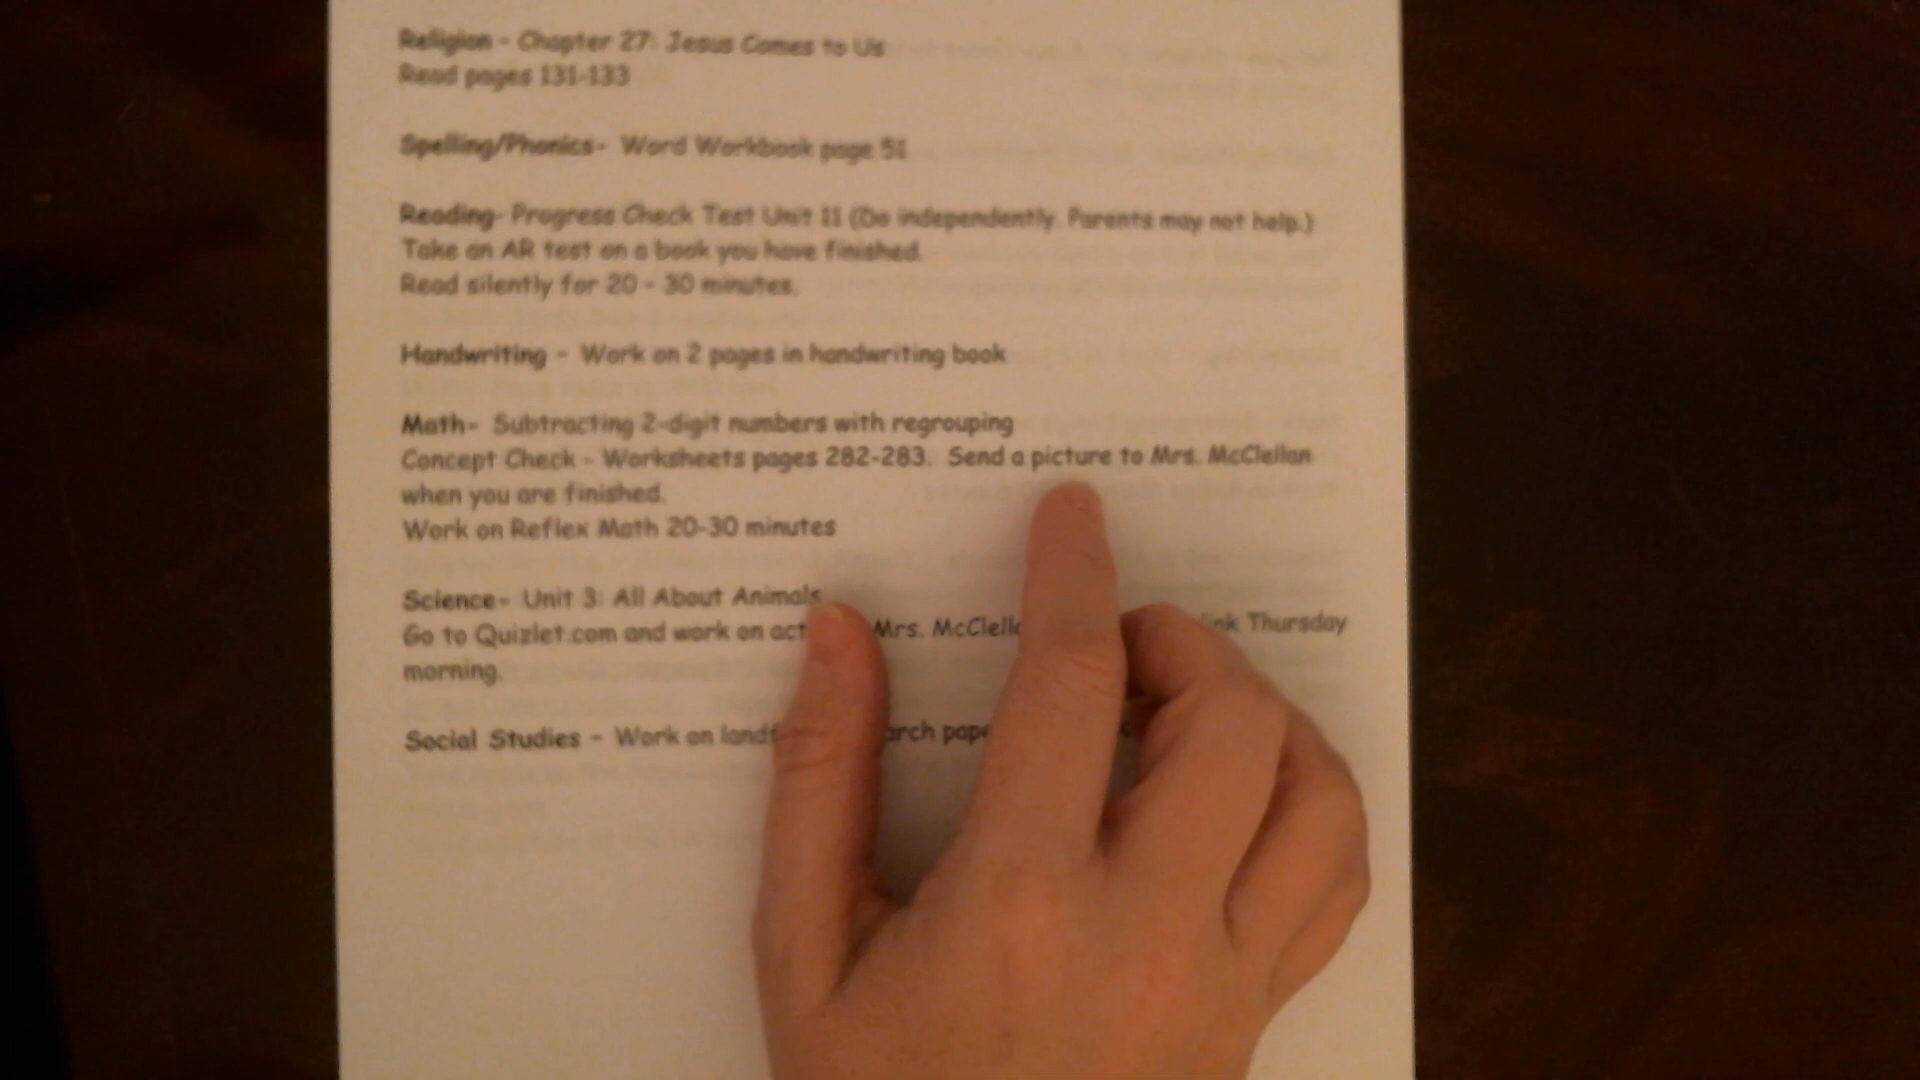 Religion - Chapter 27: Jesus Comes to Us
Read pages 131-133
Spelling/Phonics- Word Workbook page 51
Reading- Progress Check Test Unit 11 (Do independently. Parents may not help.)
Take an AR test on a book you have finished.
Read silently for 20 - 30 minutes.
Handwriting - Work on 2 pages in handwriting book
Math- Subtracting 2-digit numbers with regrouping
Concept Check - Worksheets pages 282-283. Send a picture to Mrs. McClellan
when you are finished.
Work on Reflex Math 20-30 minutes
Science- Unit 3: All About Animals
Go to Quizlet.com and work on Mrs. link Thursday
morning.
Social Studies - Work on